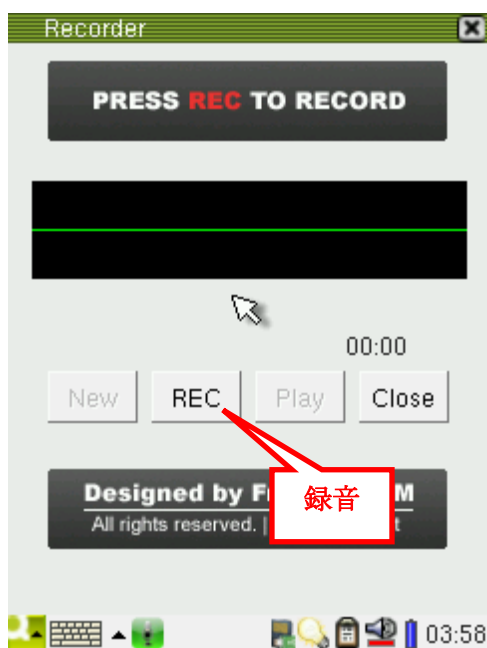 Recorder
PRESS REC TO RECORD
00:00
New REC Play Close
録音
Designed by F M
All rights reserved. | t
03:58